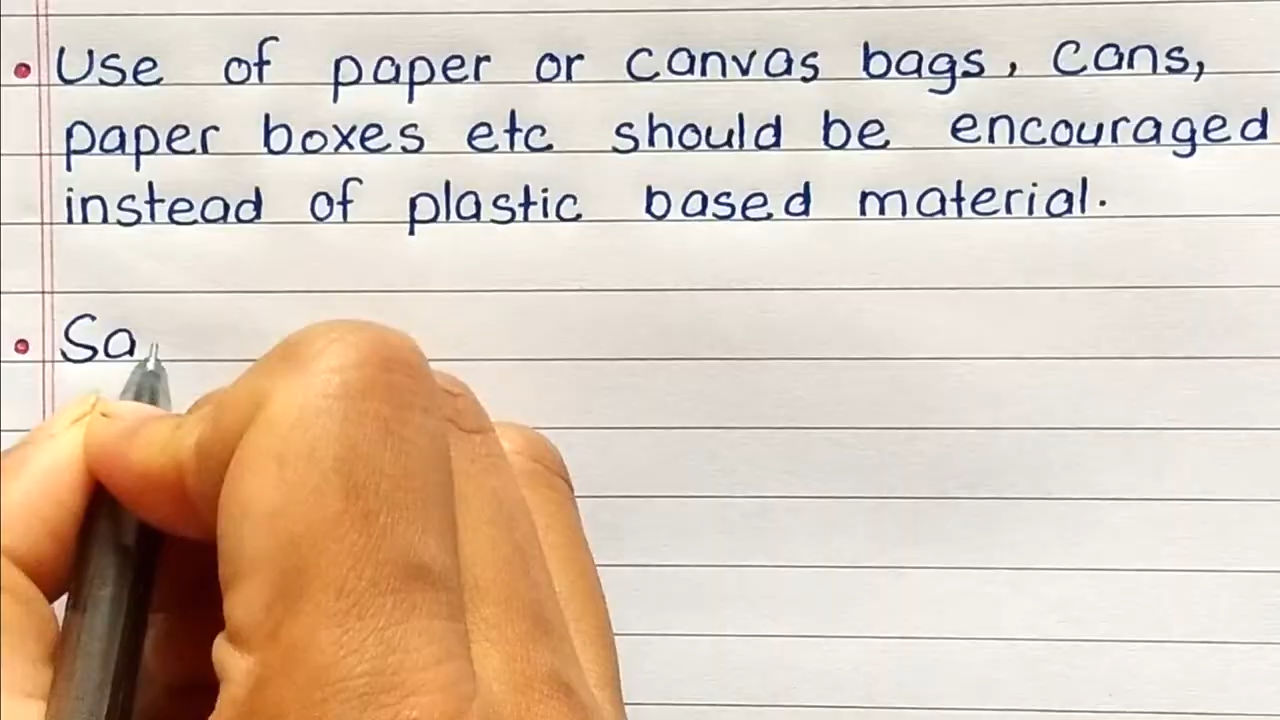 • Use of paper or canvas bags, cans,
paper boxes etc should be encouraged
instead of plastic based material.
• Sa